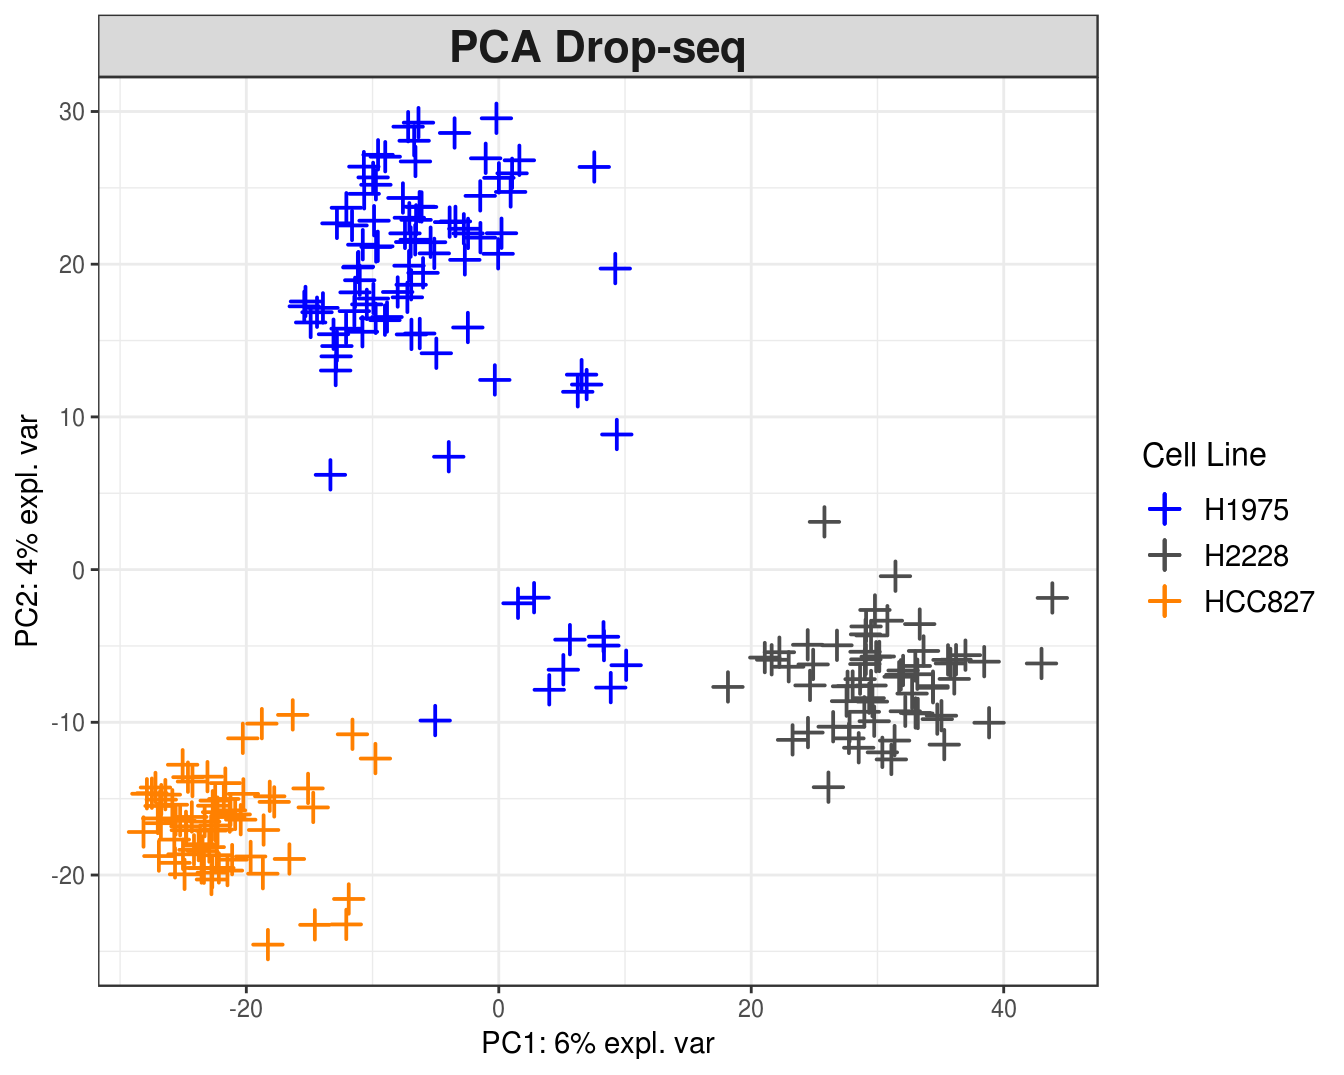 PCA Drop-seq
30
20
10
0
-10
-20
PC2: 4% expl. var
-20
0
20
40
PC1: 6% expl. var
Cell Line
H1975
H2228
HCC827